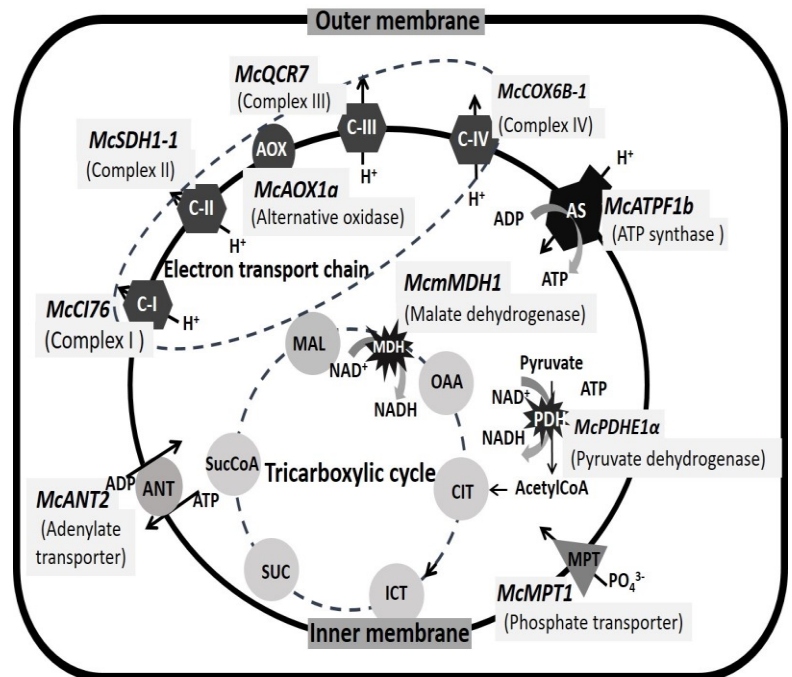 Outer membrane
McQCR7
(Complex III)
McCOX6B-1
(Complex IV)
C-III
C-IV
AOX
H⁺
H⁺
McSDH1-1
(Complex II)
McAOX1a
(Alternative oxidase)
C-II
H⁺
H⁺
AS
McATPF1b
(ATP synthase )
ADP
ATP
Electron transport chain
McCI76
(Complex I )
C-I
H⁺
McmMDH1
(Malate dehydrogenase)
MAL
MDH
NAD⁺
NADH
OAA
Pyruvate
ATP
NAD⁺
PDH
NADH
McPDHE1α
(Pyruvate dehydrogenase)
AcetylCoA
SucCoA
Tricarboxylic cycle
CIT
ADP
ANT
ATP
McANT2
(Adenylate
transporter)
SUC
ICT
MPT
PO₄³⁻
McMPT1
(Phosphate transporter)
Inner membrane